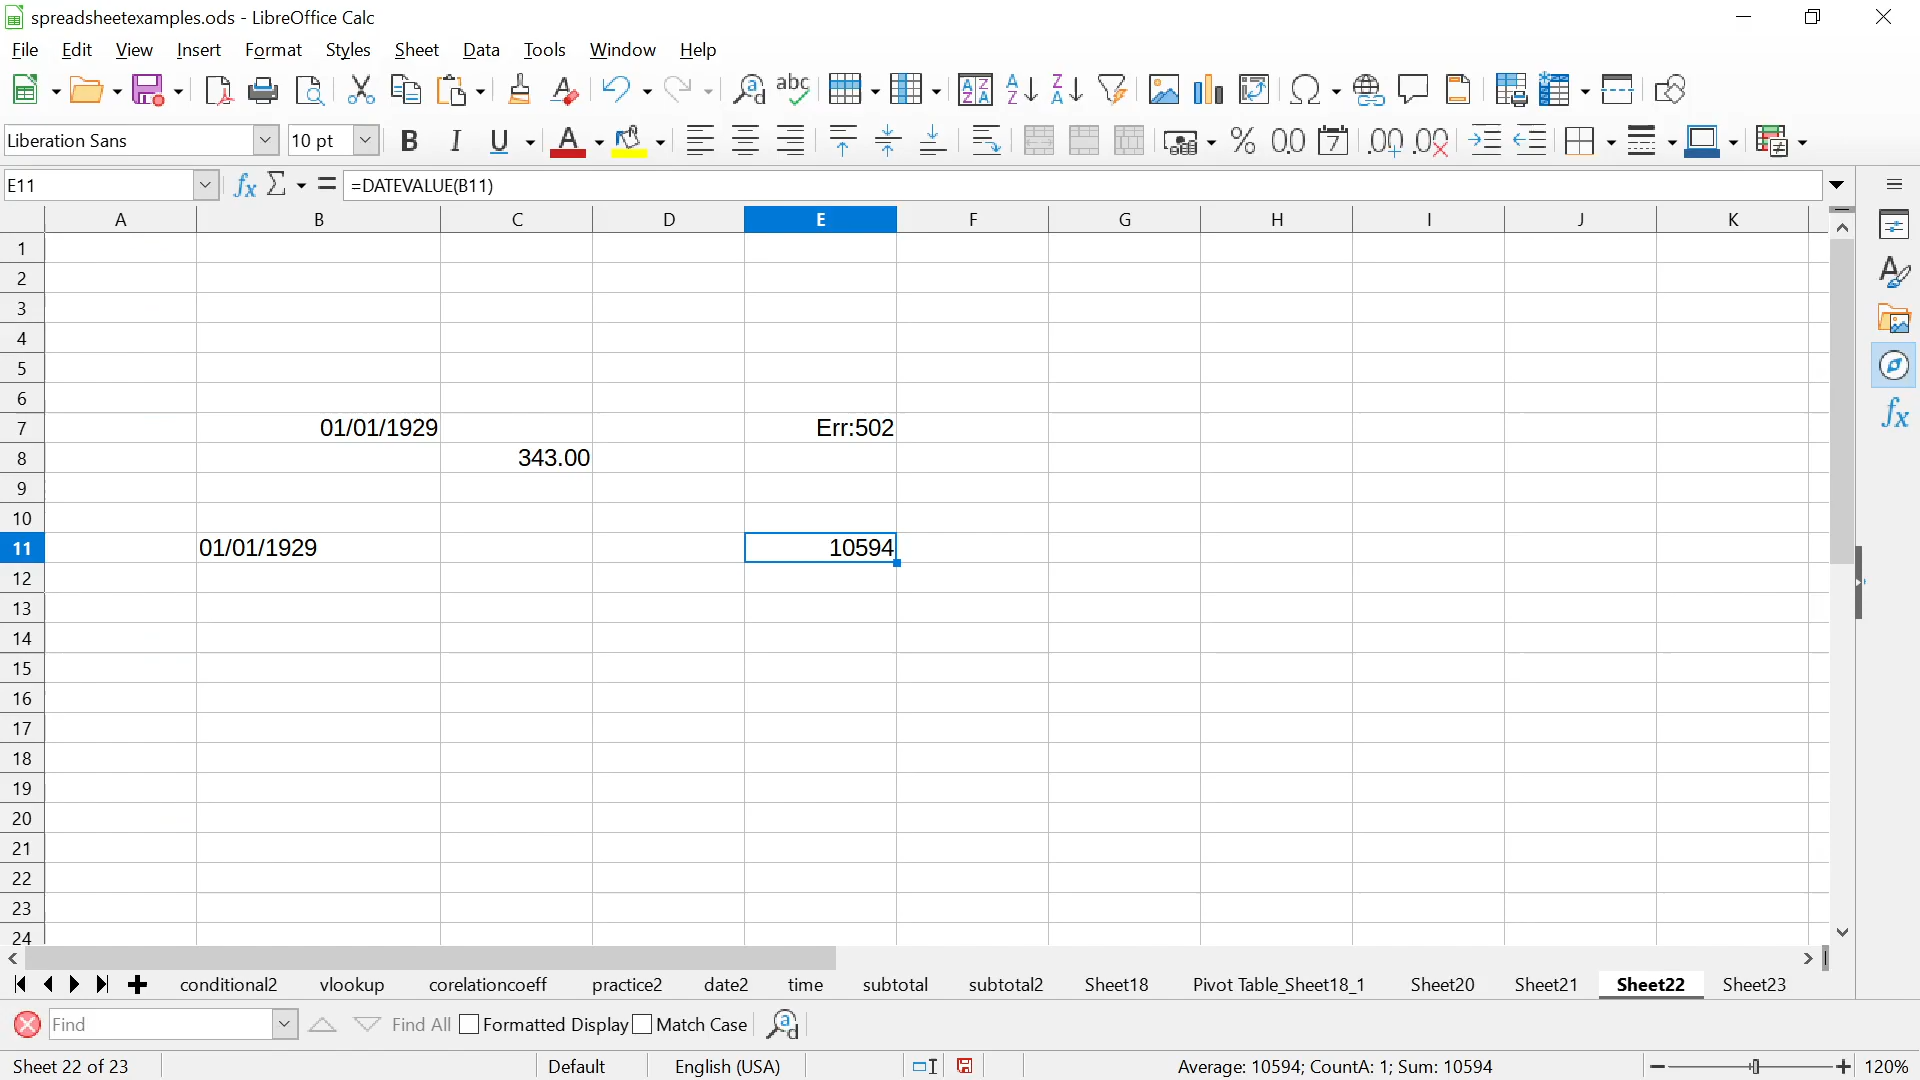 spreadsheetexamples.ods - LibreOffice Calc
File Edit View Insert Format Styles Sheet Data Tools Window Help
Liberation Sans 10 pt
E11 =DATEVALUE(B11)
A B C D E F G H I J K
1
2
3
4
5
6
7 01/01/1929 Err:502
8 343.00
9
10
11 01/01/1929 10594
12
13
14
15
16
17
18
19
20
21
22
23
24
conditional2 vlookup corelationcoeff practice2 date2 time subtotal subtotal2 Sheet18 Pivot Table_Sheet18_1 Sheet20 Sheet21 Sheet22 Sheet23
Find Find All Formatted Display Match Case
Sheet 22 of 23 Default English (USA) Average: 10594; CountA: 1; Sum: 10594 120%